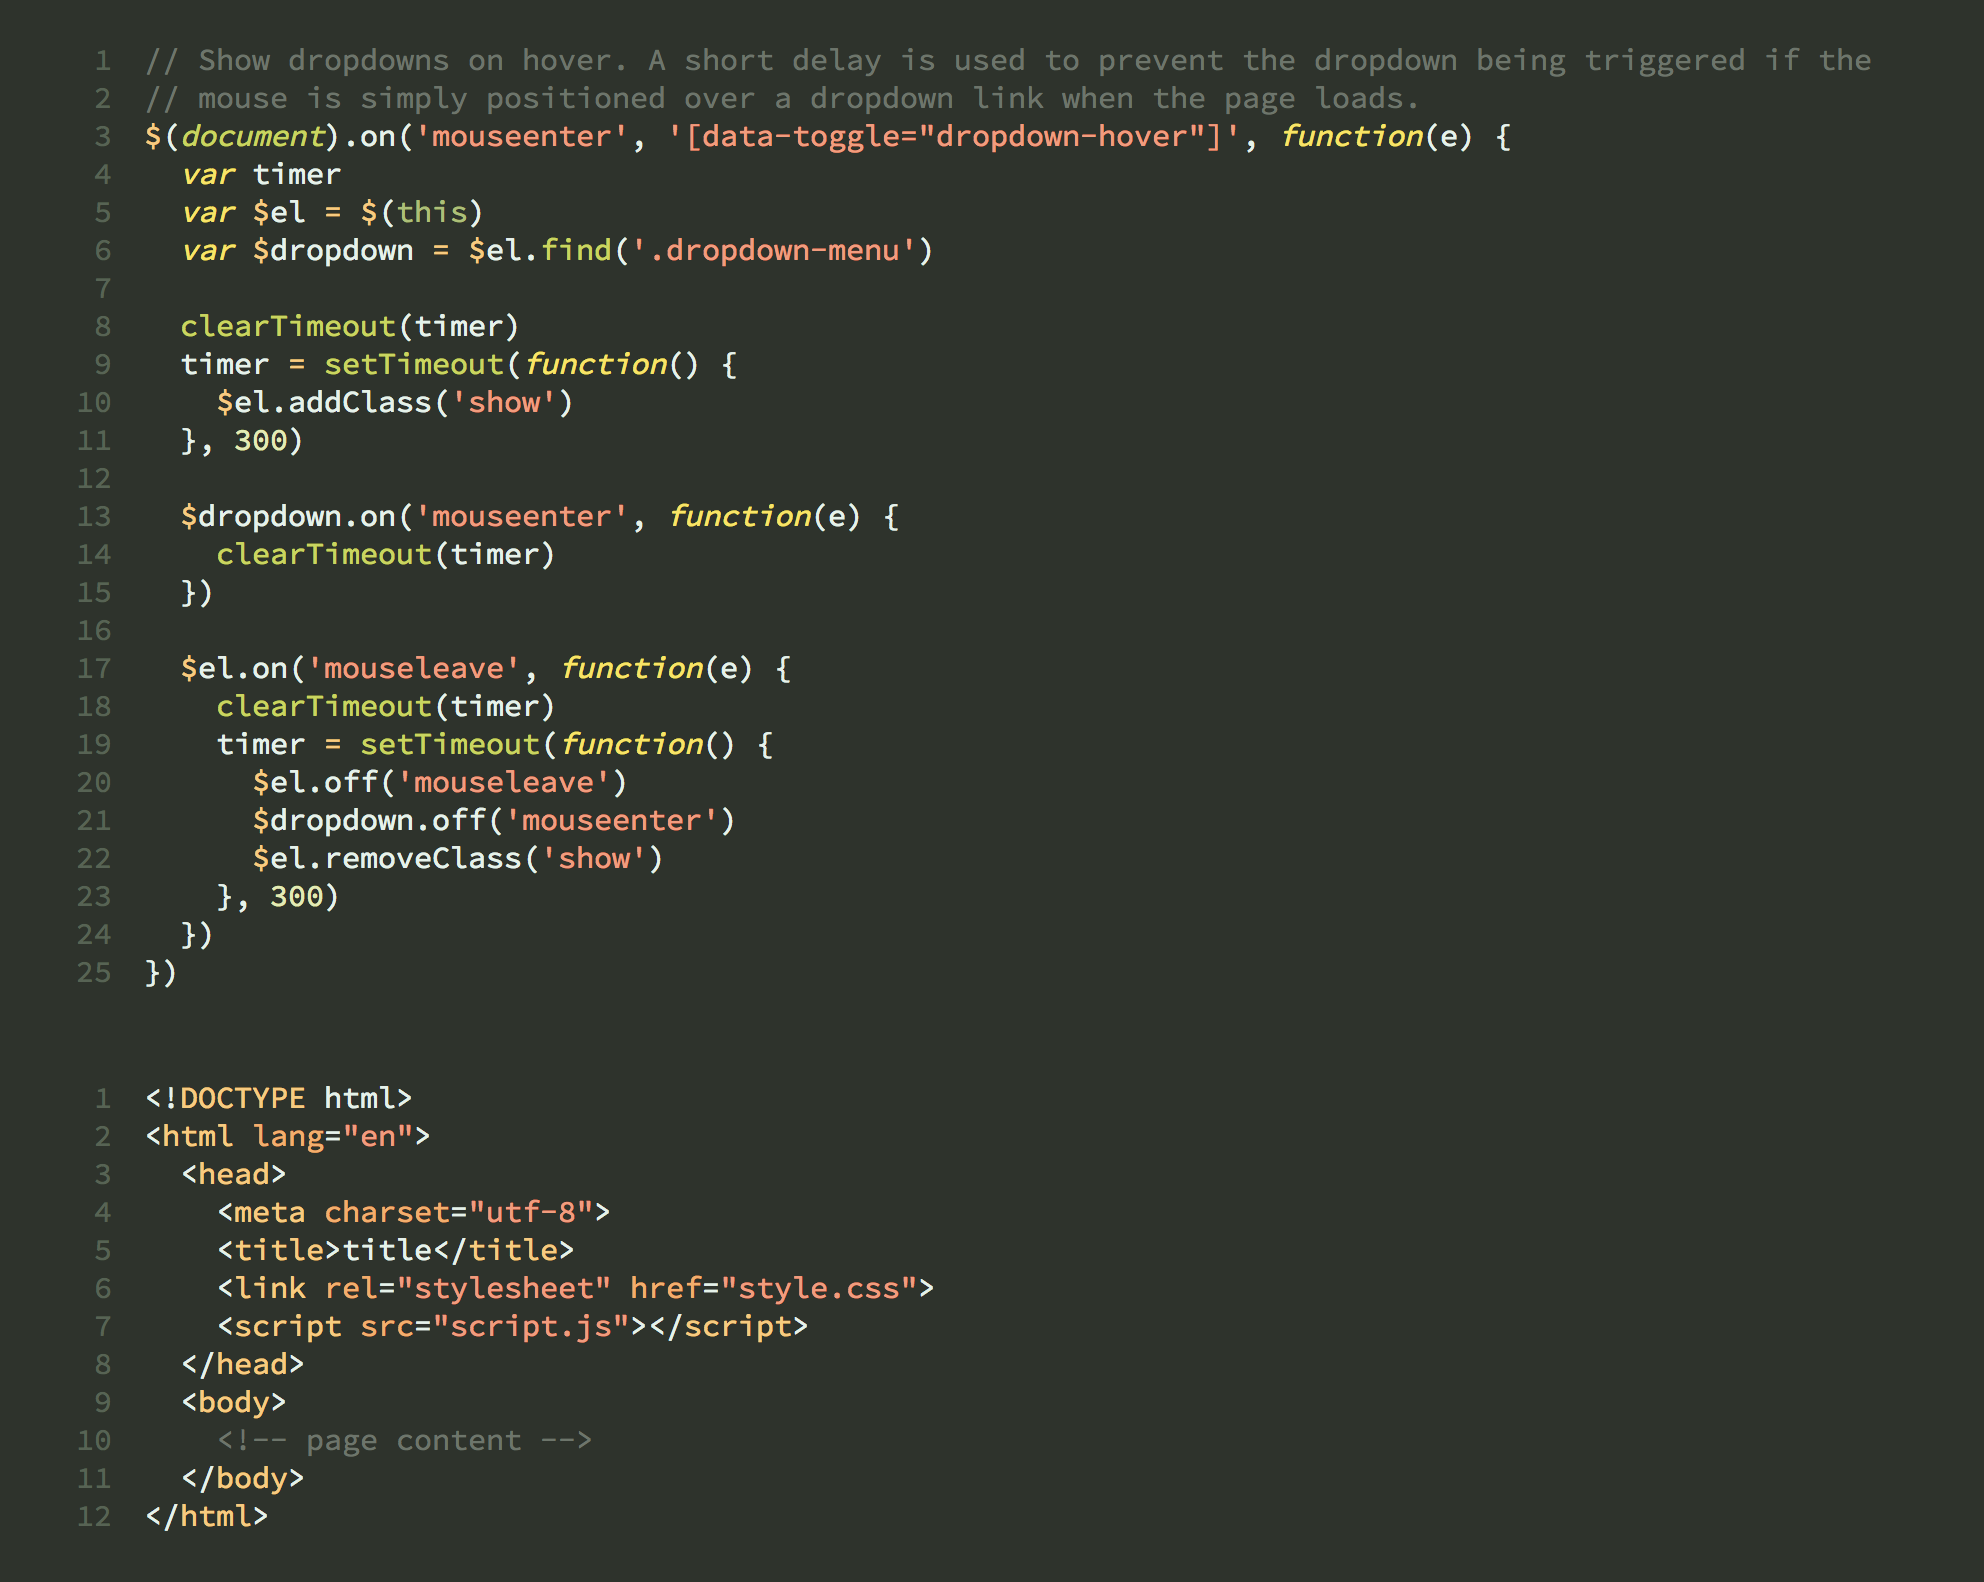 1 // Show dropdowns on hover. A short delay is used to prevent the dropdown being triggered if the
2 // mouse is simply positioned over a dropdown link when the page loads.
3 $(document).on('mouseenter', '[data-toggle="dropdown-hover"]', function(e) {
4   var timer
5   var $el = $(this)
6   var $dropdown = $el.find('.dropdown-menu')
7
8   clearTimeout(timer)
9   timer = setTimeout(function() {
10     $el.addClass('show')
11   }, 300)
12
13   $dropdown.on('mouseenter', function(e) {
14     clearTimeout(timer)
15   })
16
17   $el.on('mouseleave', function(e) {
18     clearTimeout(timer)
19     timer = setTimeout(function() {
20       $el.off('mouseleave')
21       $dropdown.off('mouseenter')
22       $el.removeClass('show')
23     }, 300)
24   })
25 })
1 <!DOCTYPE html>
2 <html lang="en">
3   <head>
4     <meta charset="utf-8">
5     <title>title</title>
6     <link rel="stylesheet" href="style.css">
7     <script src="script.js"></script>
8   </head>
9   <body>
10     <!-- page content -->
11   </body>
12 </html>